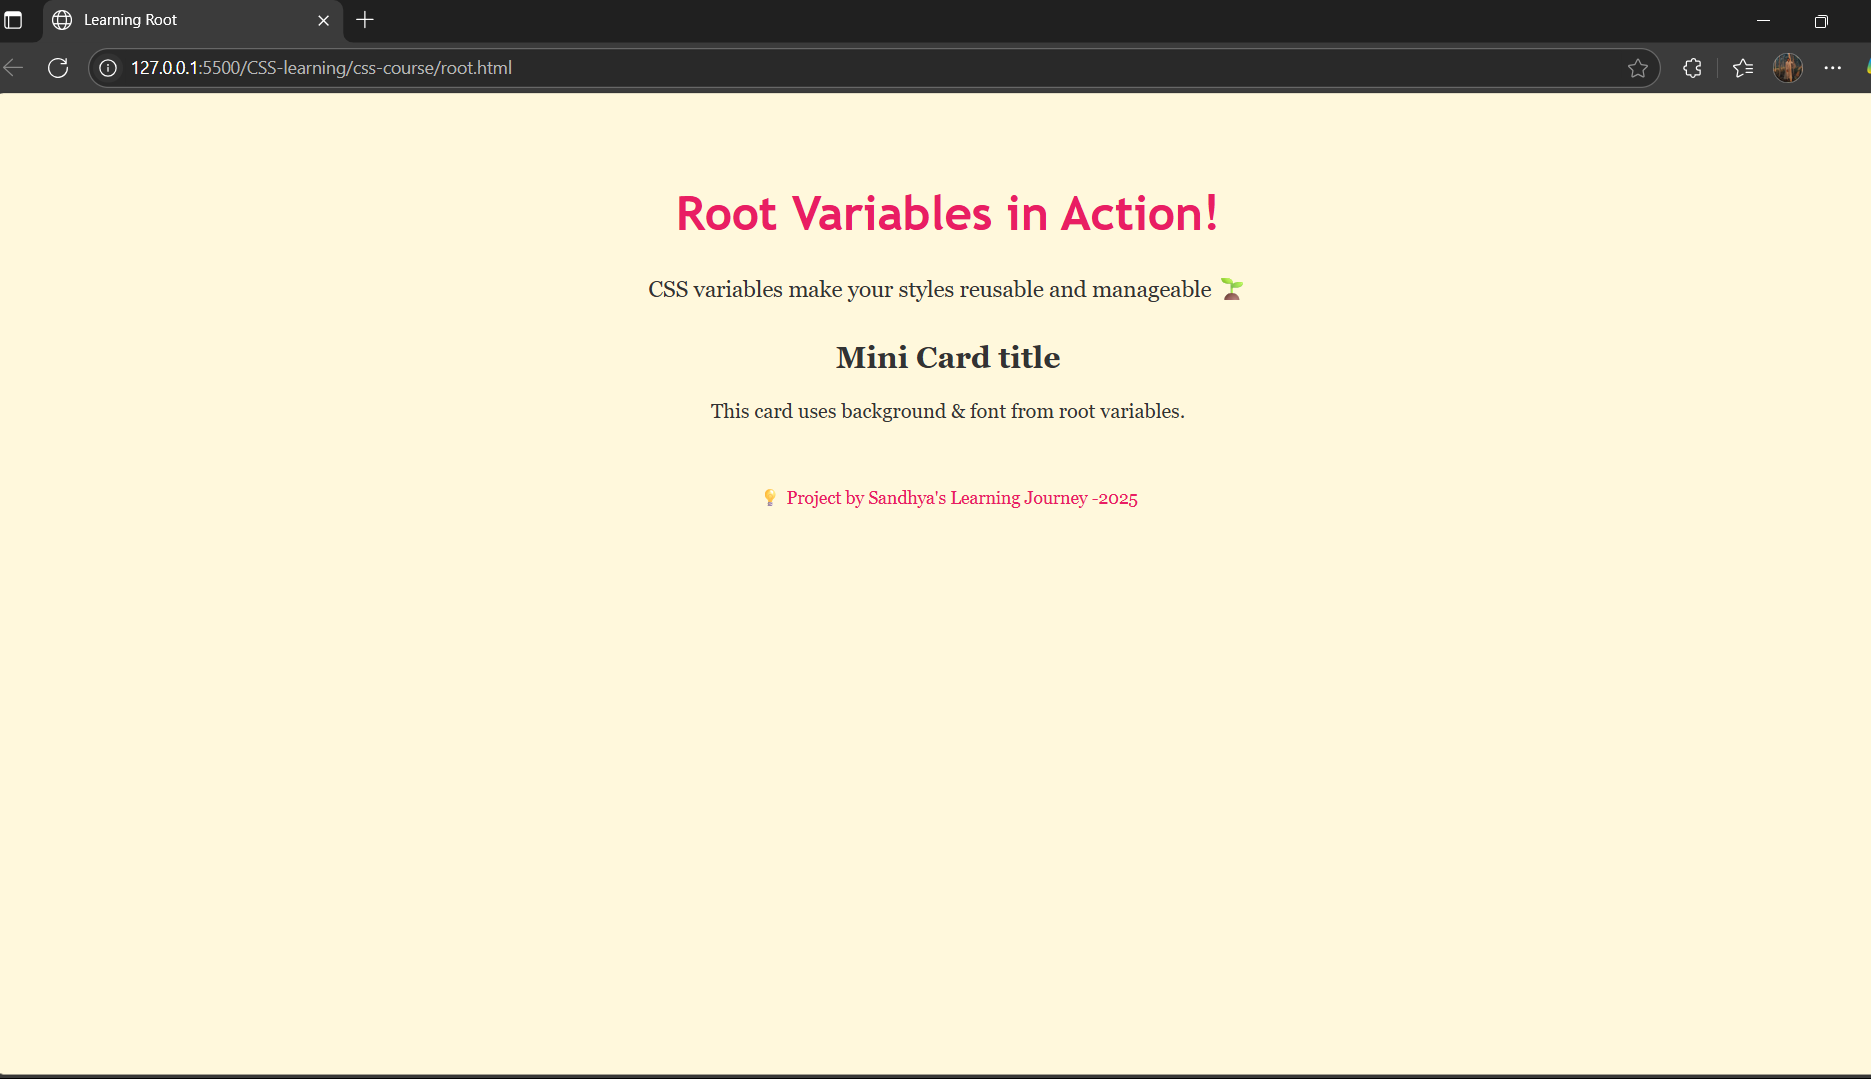 Learning Root
127.0.0.1:5500/CSS-learning/css-course/root.html
Root Variables in Action!
CSS variables make your styles reusable and manageable 🌱
Mini Card title
This card uses background & font from root variables.
💡 Project by Sandhya's Learning Journey -2025